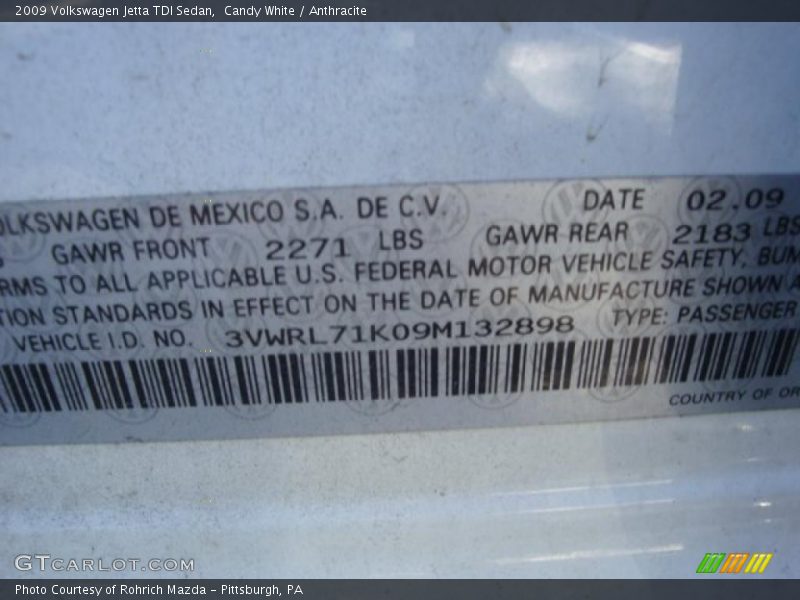 2009 Volkswagen Jetta TDI Sedan,  Candy White / Anthracite
OLKSWAGEN DE MEXICO S.A. DE C.V. DATE 02.09
GAWR FRONT 2271 LBS GAWR REAR 2183 LBS
RMS TO ALL APPLICABLE U.S. FEDERAL MOTOR VEHICLE SAFETY, BUM
TION STANDARDS IN EFFECT ON THE DATE OF MANUFACTURE SHOWN A
VEHICLE I.D. NO. 3VWRL71K09M132898 TYPE: PASSENGER
COUNTRY OF OR
GTCARLOT.COM
Photo Courtesy of Rohrich Mazda - Pittsburgh, PA